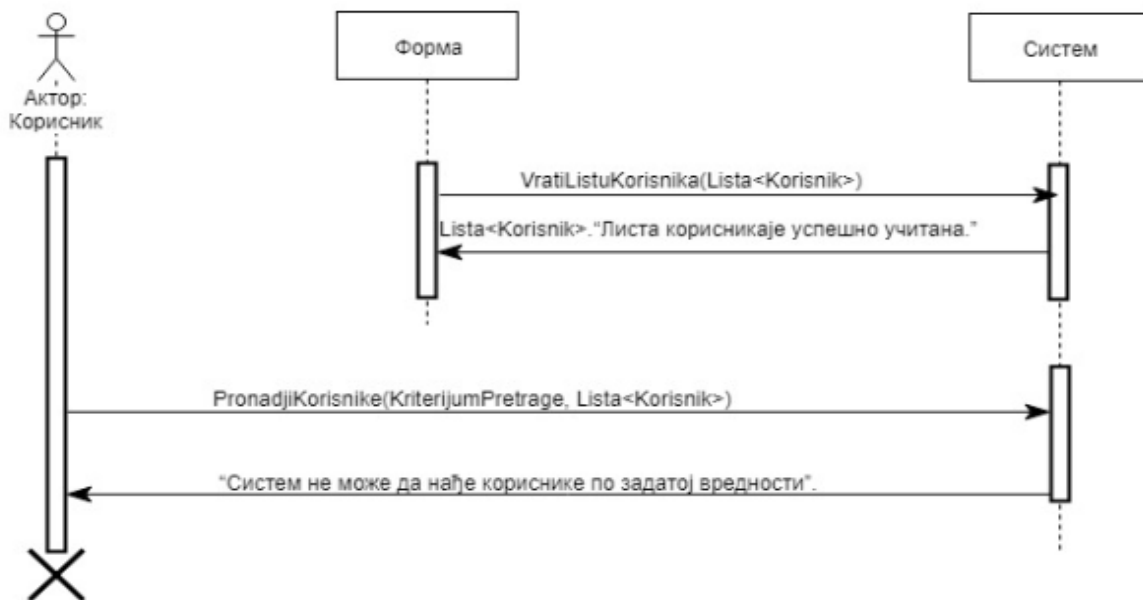 Форма
Систем
Актор:
Корисник
VratiListuKorisnika(Lista<Korisnik>)
Lista<Korisnik>.“Листа корисникаје успешно учитана.”
PronadjiKorisnike(KriterijumPretrage, Lista<Korisnik>)
“Систем не може да нађе кориснике по задатој вредности”.